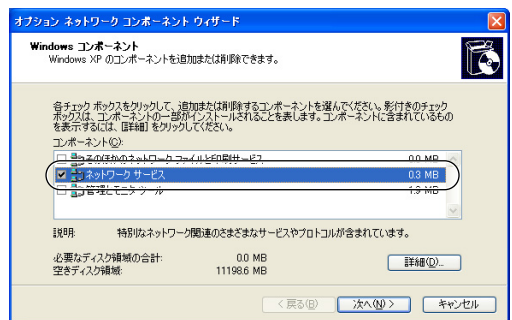 オプション ネットワーク コンポーネント ウィザード
Windows コンポーネント
Windows XP のコンポーネントを追加または削除できます。
各チェック ボックスをクリックして、追加または削除するコンポーネントを選んでください。影付きのチェック
ボックスは、コンポーネントの一部がインストールされることを表します。コンポーネントに含まれているもの
を表示するには、[詳細] をクリックしてください。
コンポーネント(C):
そのほかのネットワーク ファイルと印刷サービス 0.0 MB
ネットワーク サービス 0.3 MB
管理とモニタ ツール 1.9 MB
説明: 特別なネットワーク関連のさまざまなサービスやプロトコルが含まれています。
必要なディスク領域の合計: 0.0 MB
空きディスク領域: 11198.6 MB
詳細(D)...
< 戻る(B) 次へ(N) > キャンセル